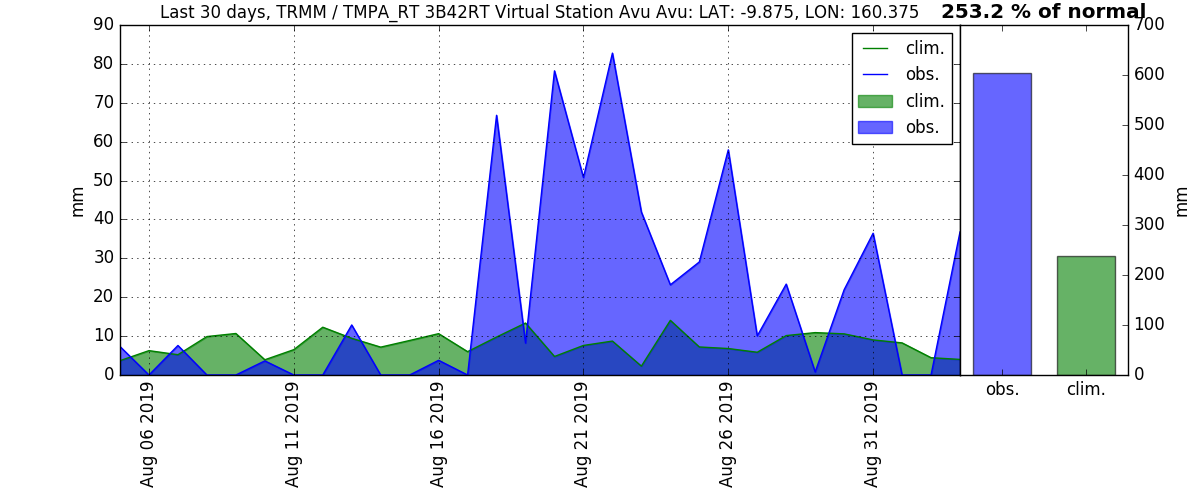 Last 30 days, TRMM / TMPA_RT 3B42RT Virtual Station Avu Avu: LAT: -9.875, LON: 160.375
253.2 % of normal
90
80
70
60
50
40
30
20
10
0
mm
clim.
obs.
clim.
obs.
Aug 06 2019
Aug 11 2019
Aug 16 2019
Aug 21 2019
Aug 26 2019
Aug 31 2019
700
600
500
400
300
200
100
0
mm
obs.
clim.